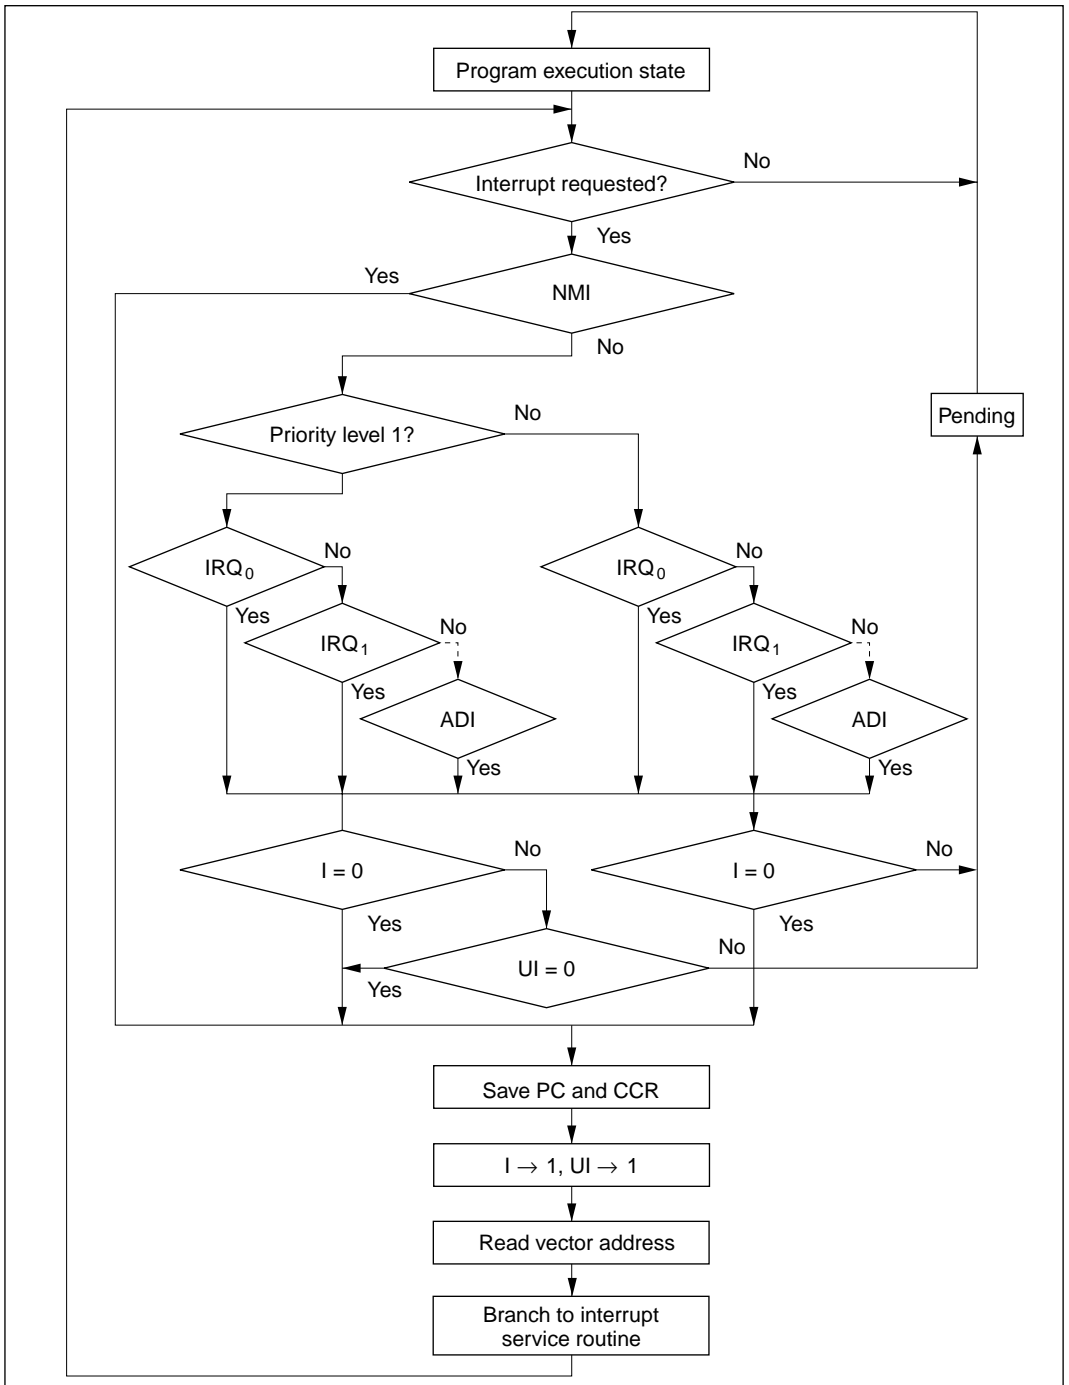 Program execution state
Interrupt requested?
No
Yes
Yes
NMI
No
Priority level 1?
No
Pending
IRQ0
No
Yes
IRQ1
No
Yes
ADI
Yes
IRQ0
No
Yes
IRQ1
No
Yes
ADI
Yes
I = 0
No
Yes
I = 0
No
Yes
UI = 0
No
Yes
Save PC and CCR
I → 1, UI → 1
Read vector address
Branch to interrupt
service routine